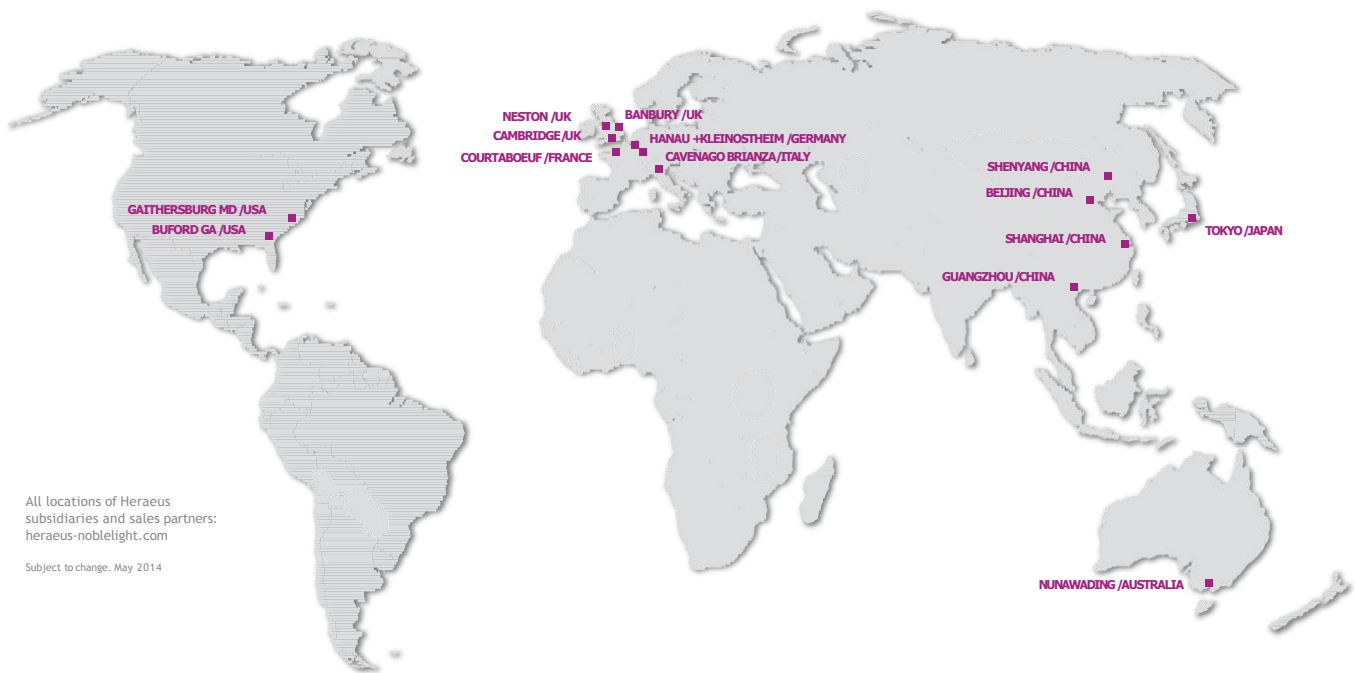 NESTON /UK
BANBURY /UK
CAMBRIDGE/UK
HANAU +KLEINOSTHEIM /GERMANY
COURTABOEUF /FRANCE
CAVENAGO BRIANZA/ITALY
SHENYANG /CHINA
BEIJING /CHINA
GAITHERSBURG MD /USA
BUFORD GA /USA
TOKYO /JAPAN
SHANGHAI /CHINA
GUANGZHOU /CHINA
All locations of Heraeus
subsidiaries and sales partners:
heraeus-noblelight.com
Subject to change. May 2014
NUNAWADING /AUSTRALIA